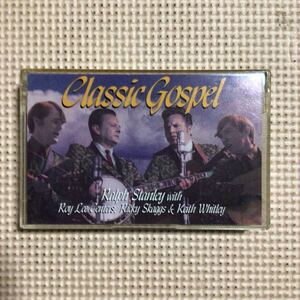 Classic Gospel
Ralph Stanley with
Roy Lee Centers, Ricky Skaggs & Keith Whitley